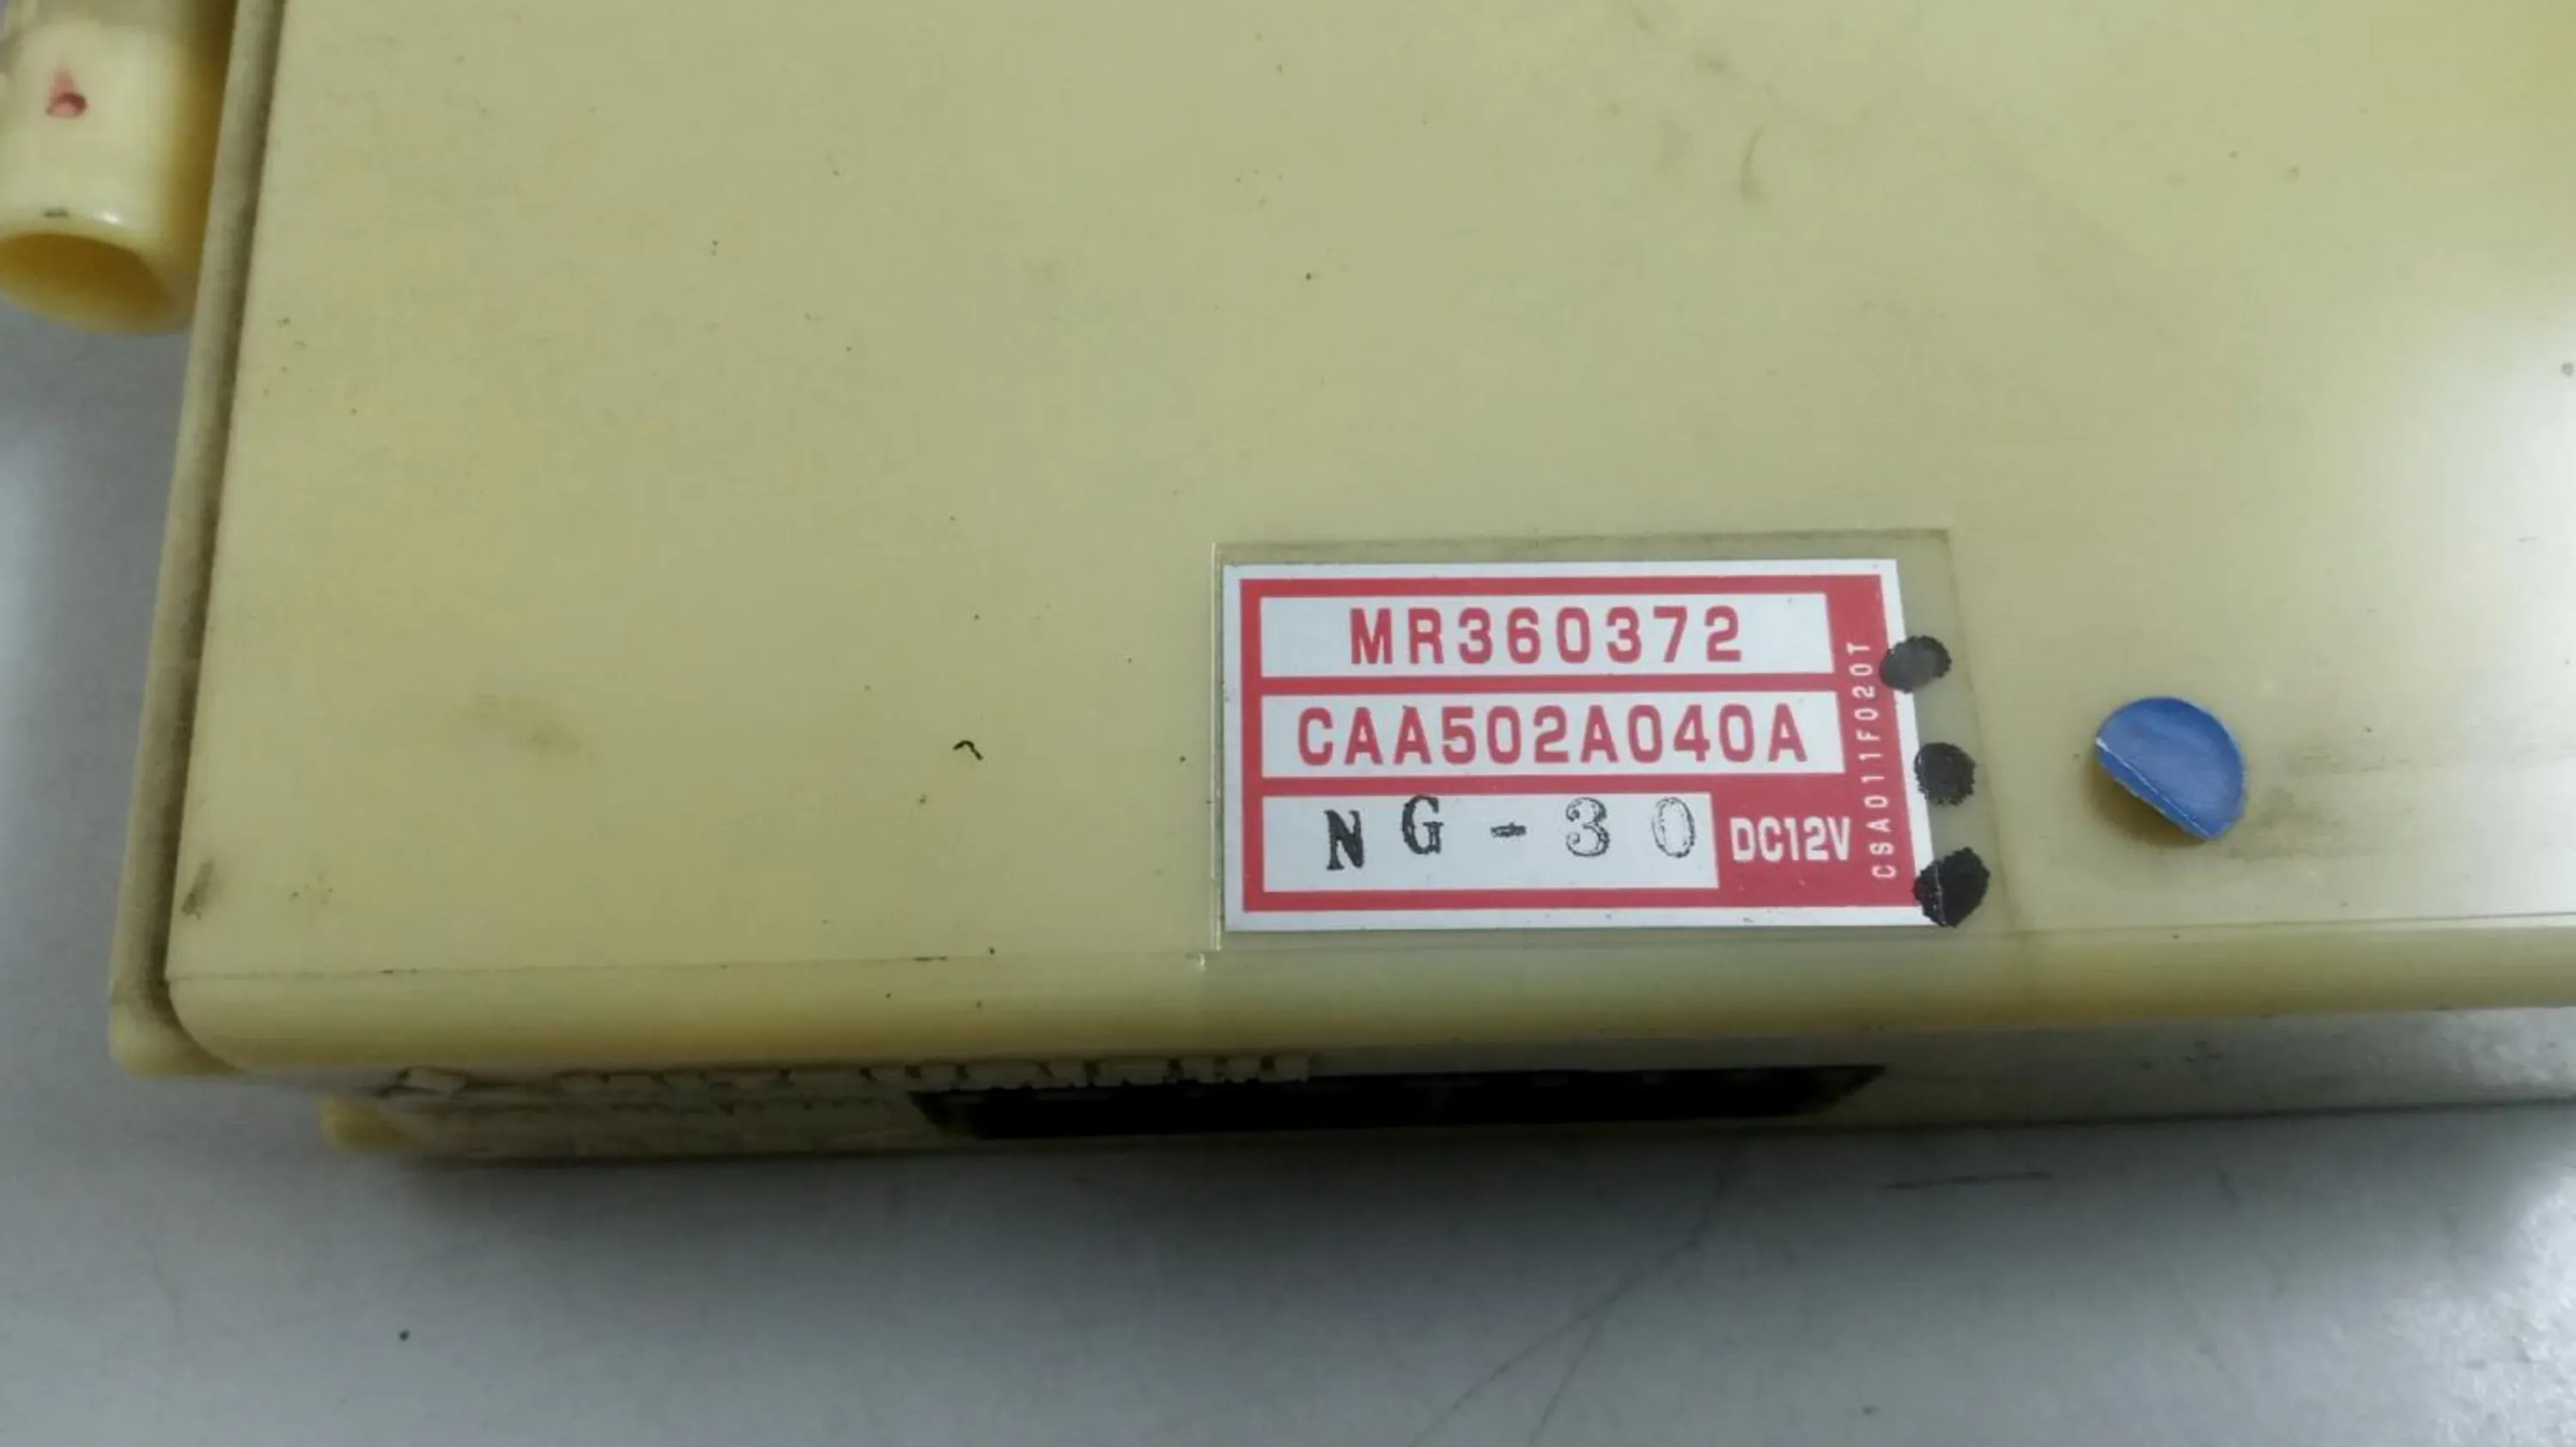 MR360372
CAA502A040A
NG-30
DC12V
CSA011F020T